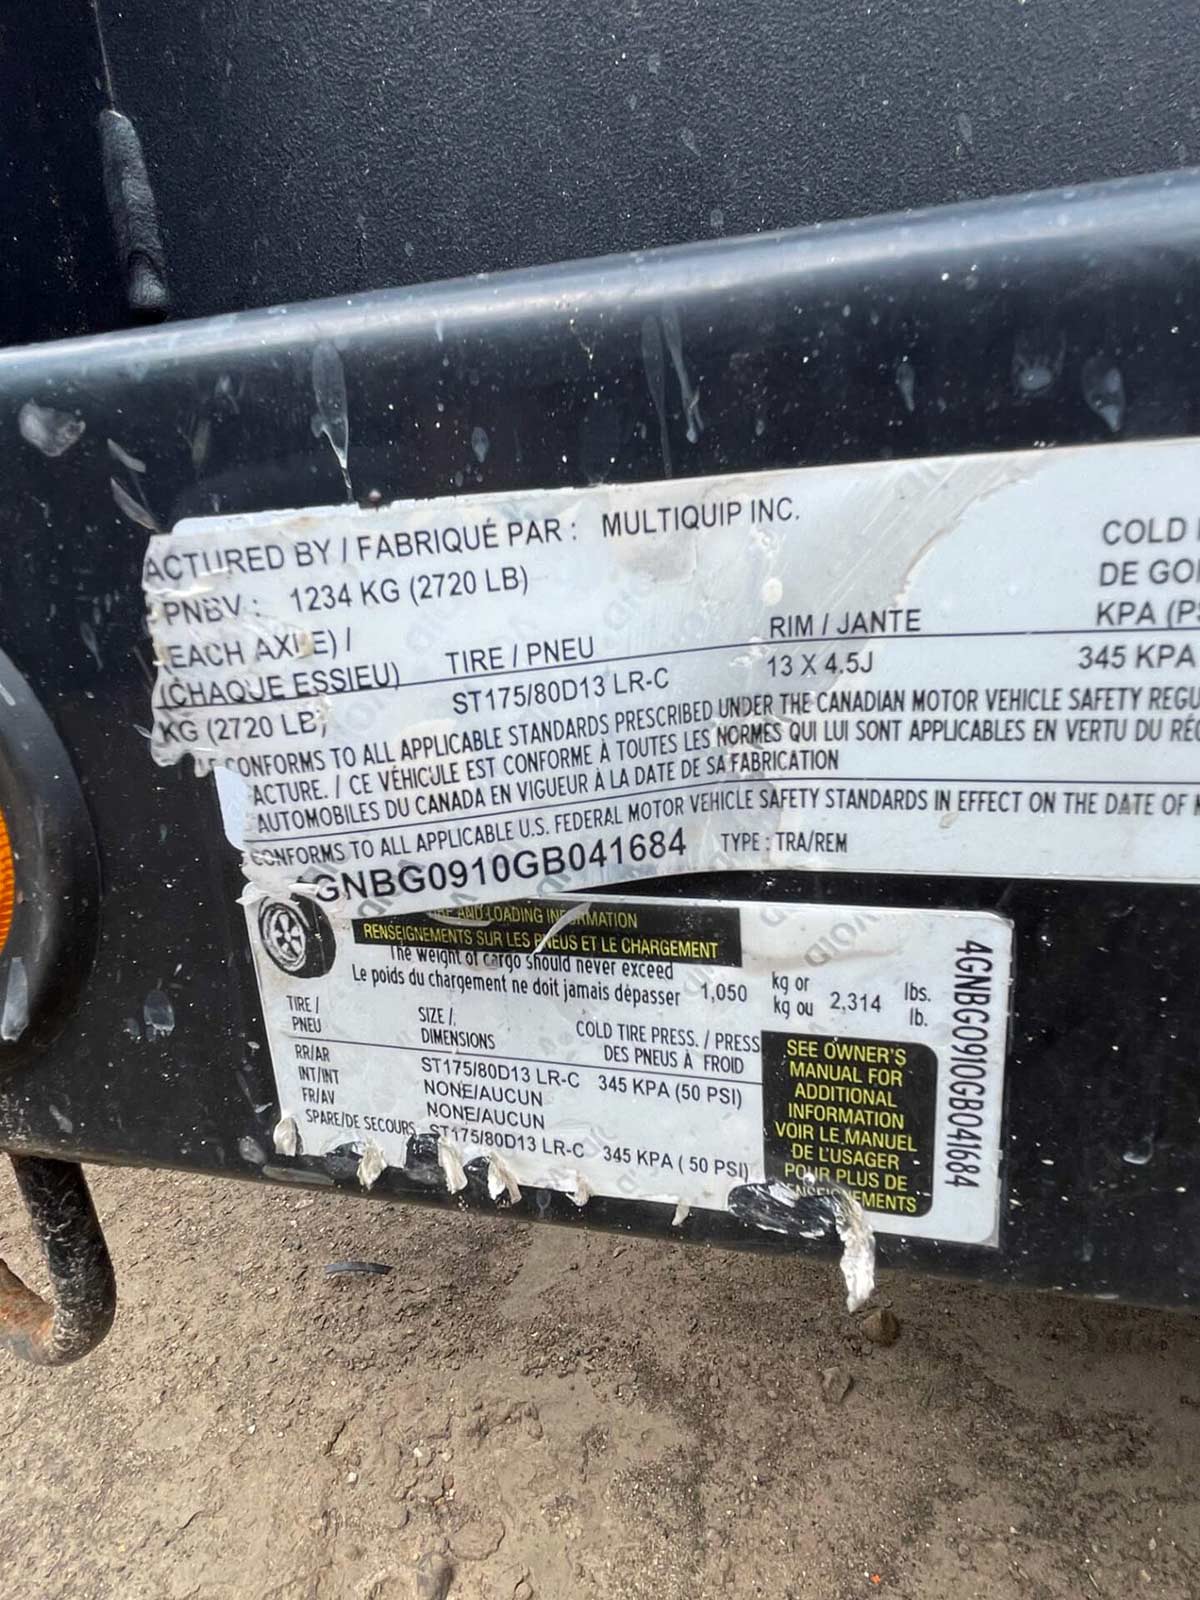 ACTURED BY / FABRIQUÉ PAR : MULTIQUIP INC.
PNBV : 1234 KG (2720 LB)
COLD
DE
KPA
(EACH AXLE) /
(CHAQUE ESSIEU) TIRE / PNEU RIM / JANTE
KG (2720 LB) ST175/80D13 LR-C 13 X 4.5J 345 KPA
CONFORMS TO ALL APPLICABLE STANDARDS PRESCRIBED UNDER THE CANADIAN MOTOR VEHICLE SAFETY REGU
ACTURE. / CE VÉHICULE EST CONFORME À TOUTES LES NORMES QUI LUI SONT APPLICABLES EN VERTU DU
AUTOMOBILES DU CANADA EN VIGUEUR À LA DATE DE SA FABRICATION
CONFORMS TO ALL APPLICABLE U.S. FEDERAL MOTOR VEHICLE SAFETY STANDARDS IN EFFECT ON THE DATE OF
GNBG0910GB041684 TYPE : TRA/REM
AND LOADING INFORMATION
RENSEIGNEMENTS SUR LES PNEUS ET LE CHARGEMENT
The weight of cargo should never exceed
Le poids du chargement ne doit jamais dépasser 1,050 kg or kg ou 2,314 lbs. lb.
TIRE / PNEU SIZE / DIMENSIONS COLD TIRE PRESS. / PRESS DES PNEUS À FROID
RR/AR ST175/80D13 LR-C 345 KPA (50 PSI)
INT/INT NONE/AUCUN
FR/AV NONE/AUCUN
SPARE/DE SECOURS ST175/80D13 LR-C 345 KPA ( 50 PSI)
SEE OWNER'S
MANUAL FOR
ADDITIONAL
INFORMATION
VOIR LE MANUEL
DE L'USAGER
POUR PLUS DE
4GNBG0910GB041684